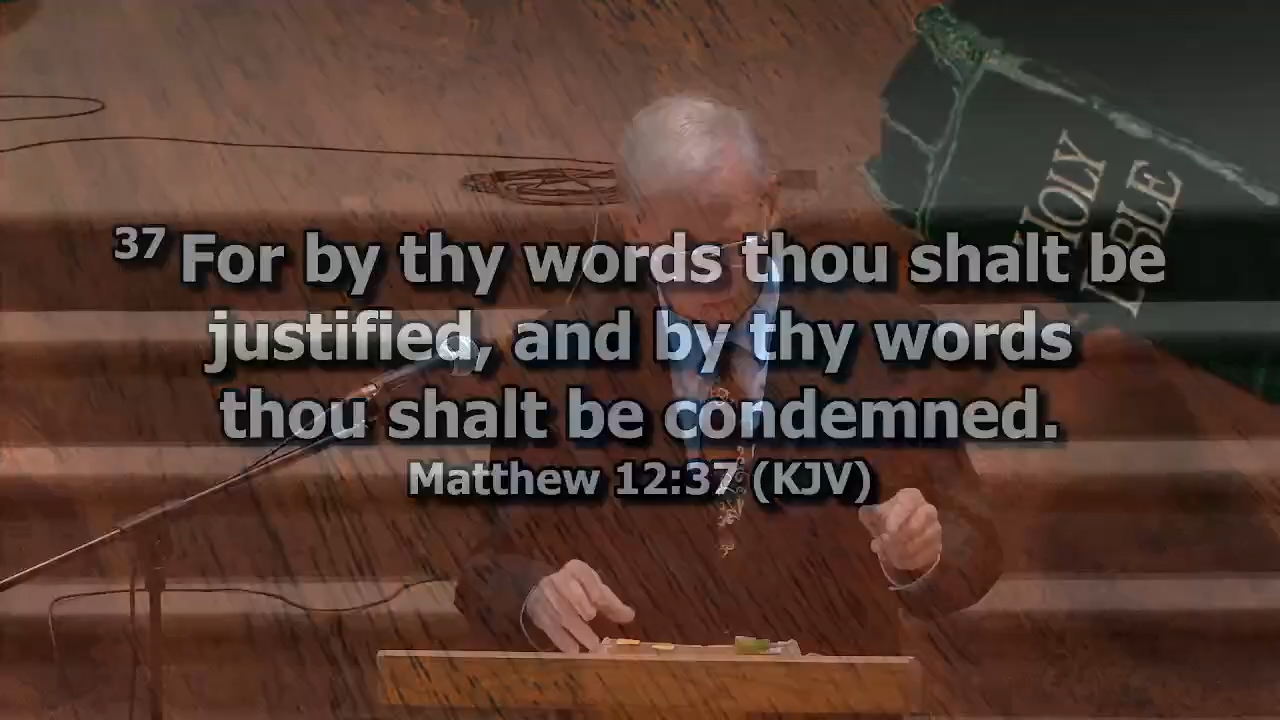 HOLY
BIBLE
37 For by thy words thou shalt be
justified, and by thy words
thou shalt be condemned.
Matthew 12:37 (KJV)